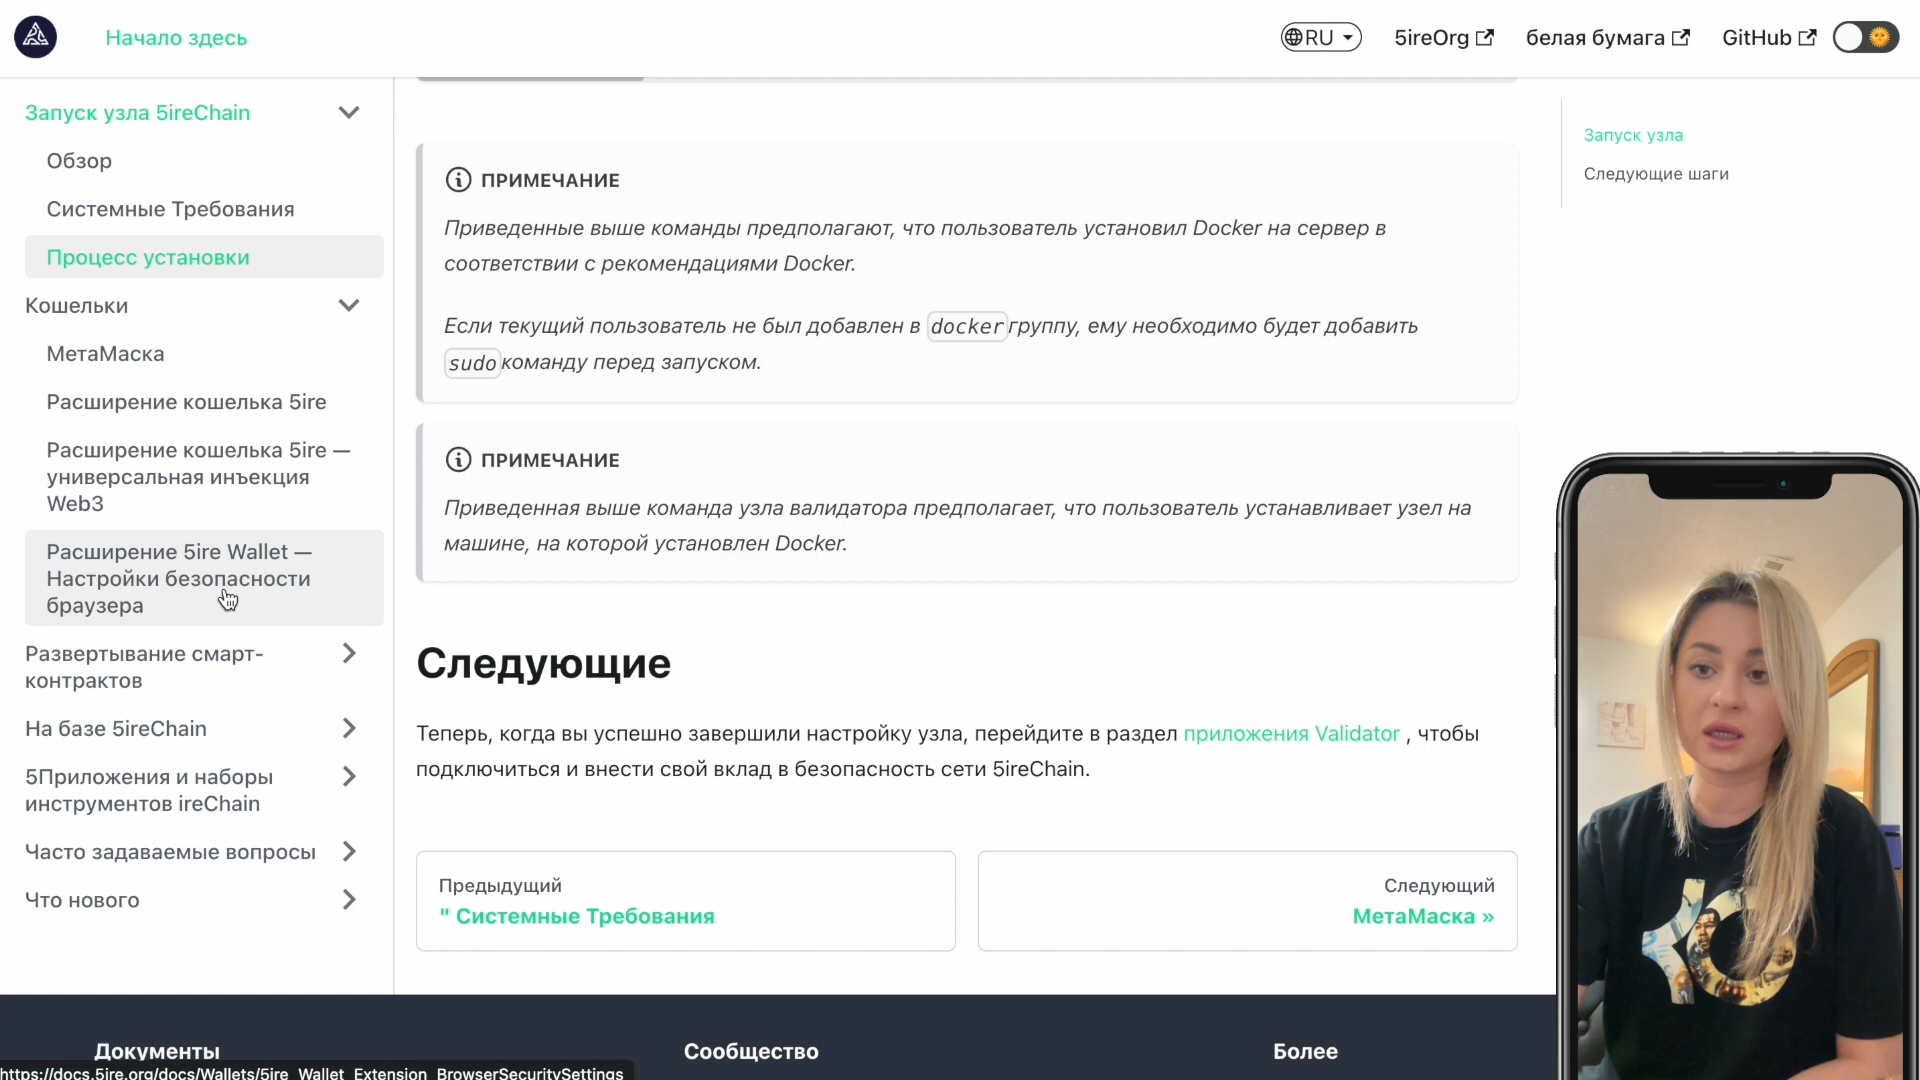 Начало здесь
RU
5ireOrg
белая бумага
GitHub
Запуск узла 5ireChain
Обзор
Системные Требования
Процесс установки
Кошельки
МетаМаска
Расширение кошелька 5ire
Расширение кошелька 5ire —
универсальная инъекция
Web3
Расширение 5ire Wallet —
Настройки безопасности
браузера
Развертывание смарт-
контрактов
На базе 5ireChain
5Приложения и наборы
инструментов ireChain
Часто задаваемые вопросы
Что нового
ПРИМЕЧАНИЕ
Приведенные выше команды предполагают, что пользователь установил Docker на сервер в
соответствии с рекомендациями Docker.
Если текущий пользователь не был добавлен в docker группу, ему необходимо будет добавить
sudo команду перед запуском.
ПРИМЕЧАНИЕ
Приведенная выше команда узла валидатора предполагает, что пользователь устанавливает узел на
машине, на которой установлен Docker.
Следующие
Теперь, когда вы успешно завершили настройку узла, перейдите в раздел приложения Validator , чтобы
подключиться и внести свой вклад в безопасность сети 5ireChain.
Предыдущий
" Системные Требования
Следующий
МетаМаска »
Запуск узла
Следующие шаги
Документы
Сообщество
Более
https://docs.5ire.org/docs/Wallets/5ire_Wallet_Extension_BrowserSecuritySettings